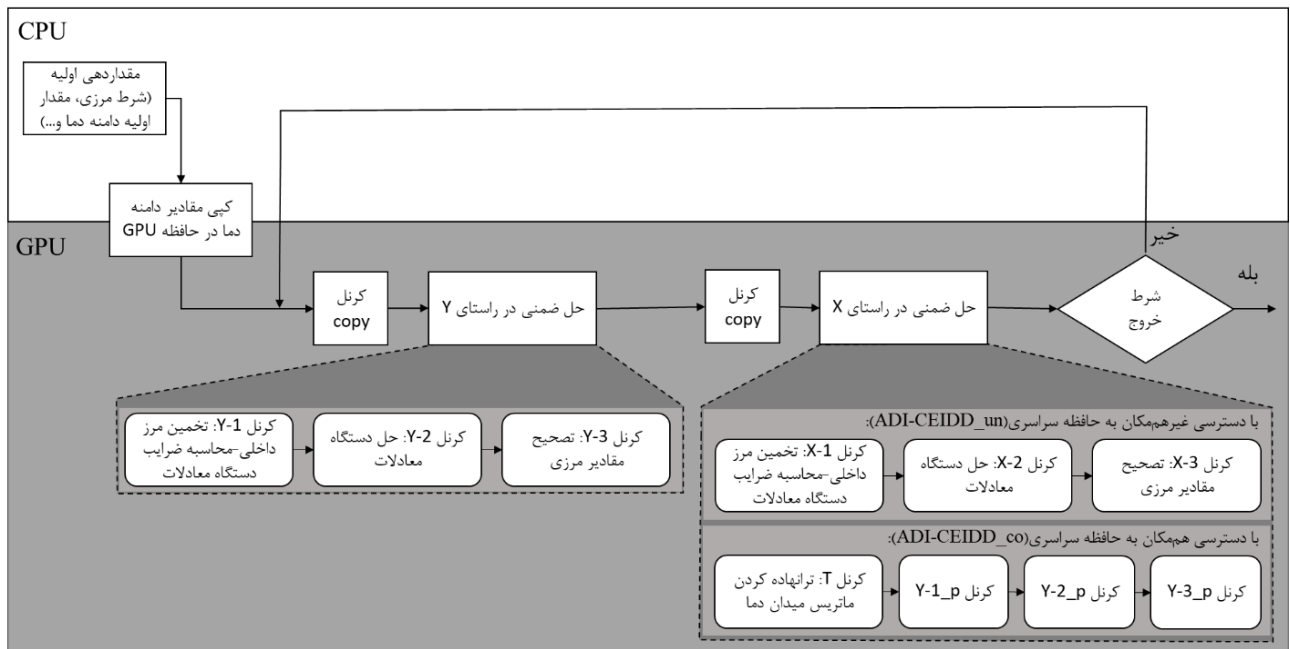 CPU
مقداردهی اولیه
(شرط مرزی، مقدار
اولیه دامنه دما و...)
کپی مقادیر دامنه
دما در حافظه GPU
GPU
کرنل
copy
حل ضمنی در راستای Y
کرنل
copy
حل ضمنی در راستای X
شرط
خروج
خیر
بله
کرنل Y-1: تخمین مرز
داخلی-محاسبه ضرایب
دستگاه معادلات
کرنل Y-2: حل دستگاه
معادلات
کرنل Y-3: تصحیح
مقادیر مرزی
با دسترسی غیرهم‌مکان به حافظه سراسری(ADI-CEIDD_un):
کرنل X-1: تخمین مرز
داخلی-محاسبه ضرایب
دستگاه معادلات
کرنل X-2: حل دستگاه
معادلات
کرنل X-3: تصحیح
مقادیر مرزی
با دسترسی هم‌مکان به حافظه سراسری(ADI-CEIDD_co):
کرنل T: ترانهاده کردن
ماتریس میدان دما
کرنل Y-1_p
کرنل Y-2_p
کرنل Y-3_p